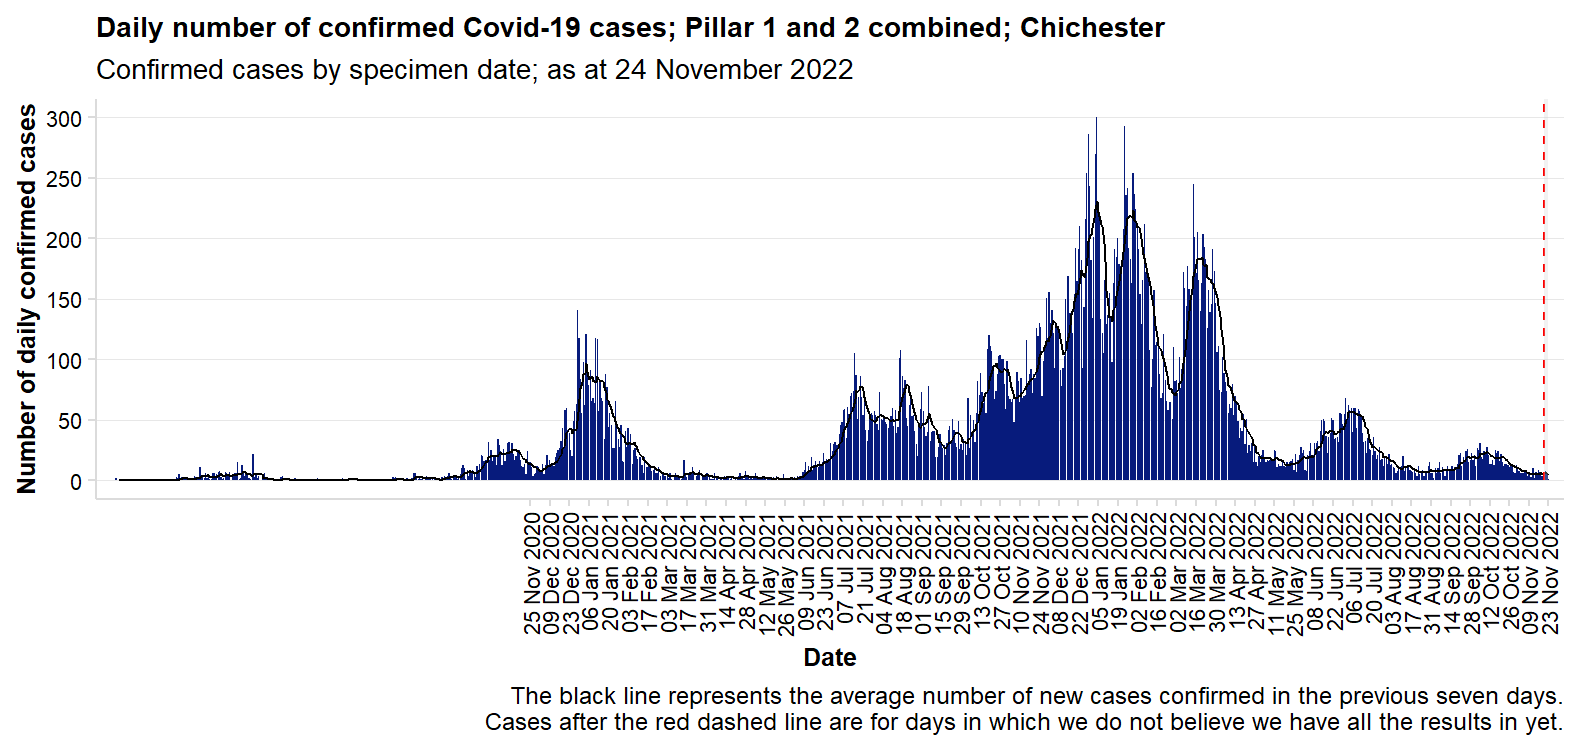 Daily number of confirmed Covid-19 cases; Pillar 1 and 2 combined; Chichester
Confirmed cases by specimen date; as at 24 November 2022
Number of daily confirmed cases
300
250
200
150
100
50
0
25 Nov 2020
09 Dec 2020
23 Dec 2020
06 Jan 2021
20 Jan 2021
03 Feb 2021
17 Feb 2021
03 Mar 2021
17 Mar 2021
31 Mar 2021
14 Apr 2021
28 Apr 2021
12 May 2021
26 May 2021
09 Jun 2021
23 Jun 2021
07 Jul 2021
21 Jul 2021
04 Aug 2021
18 Aug 2021
01 Sep 2021
15 Sep 2021
29 Sep 2021
13 Oct 2021
27 Oct 2021
10 Nov 2021
24 Nov 2021
08 Dec 2021
22 Dec 2021
05 Jan 2022
19 Jan 2022
02 Feb 2022
16 Feb 2022
02 Mar 2022
16 Mar 2022
30 Mar 2022
13 Apr 2022
27 Apr 2022
11 May 2022
25 May 2022
08 Jun 2022
22 Jun 2022
06 Jul 2022
20 Jul 2022
03 Aug 2022
17 Aug 2022
31 Aug 2022
14 Sep 2022
28 Sep 2022
12 Oct 2022
26 Oct 2022
09 Nov 2022
23 Nov 2022
Date
The black line represents the average number of new cases confirmed in the previous seven days.
Cases after the red dashed line are for days in which we do not believe we have all the results in yet.